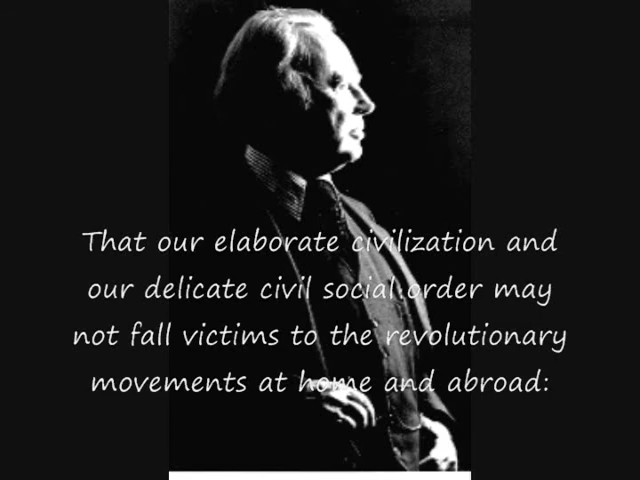 That our elaborate civilization and
our delicate civil social order may
not fall victims to the revolutionary
movements at home and abroad: